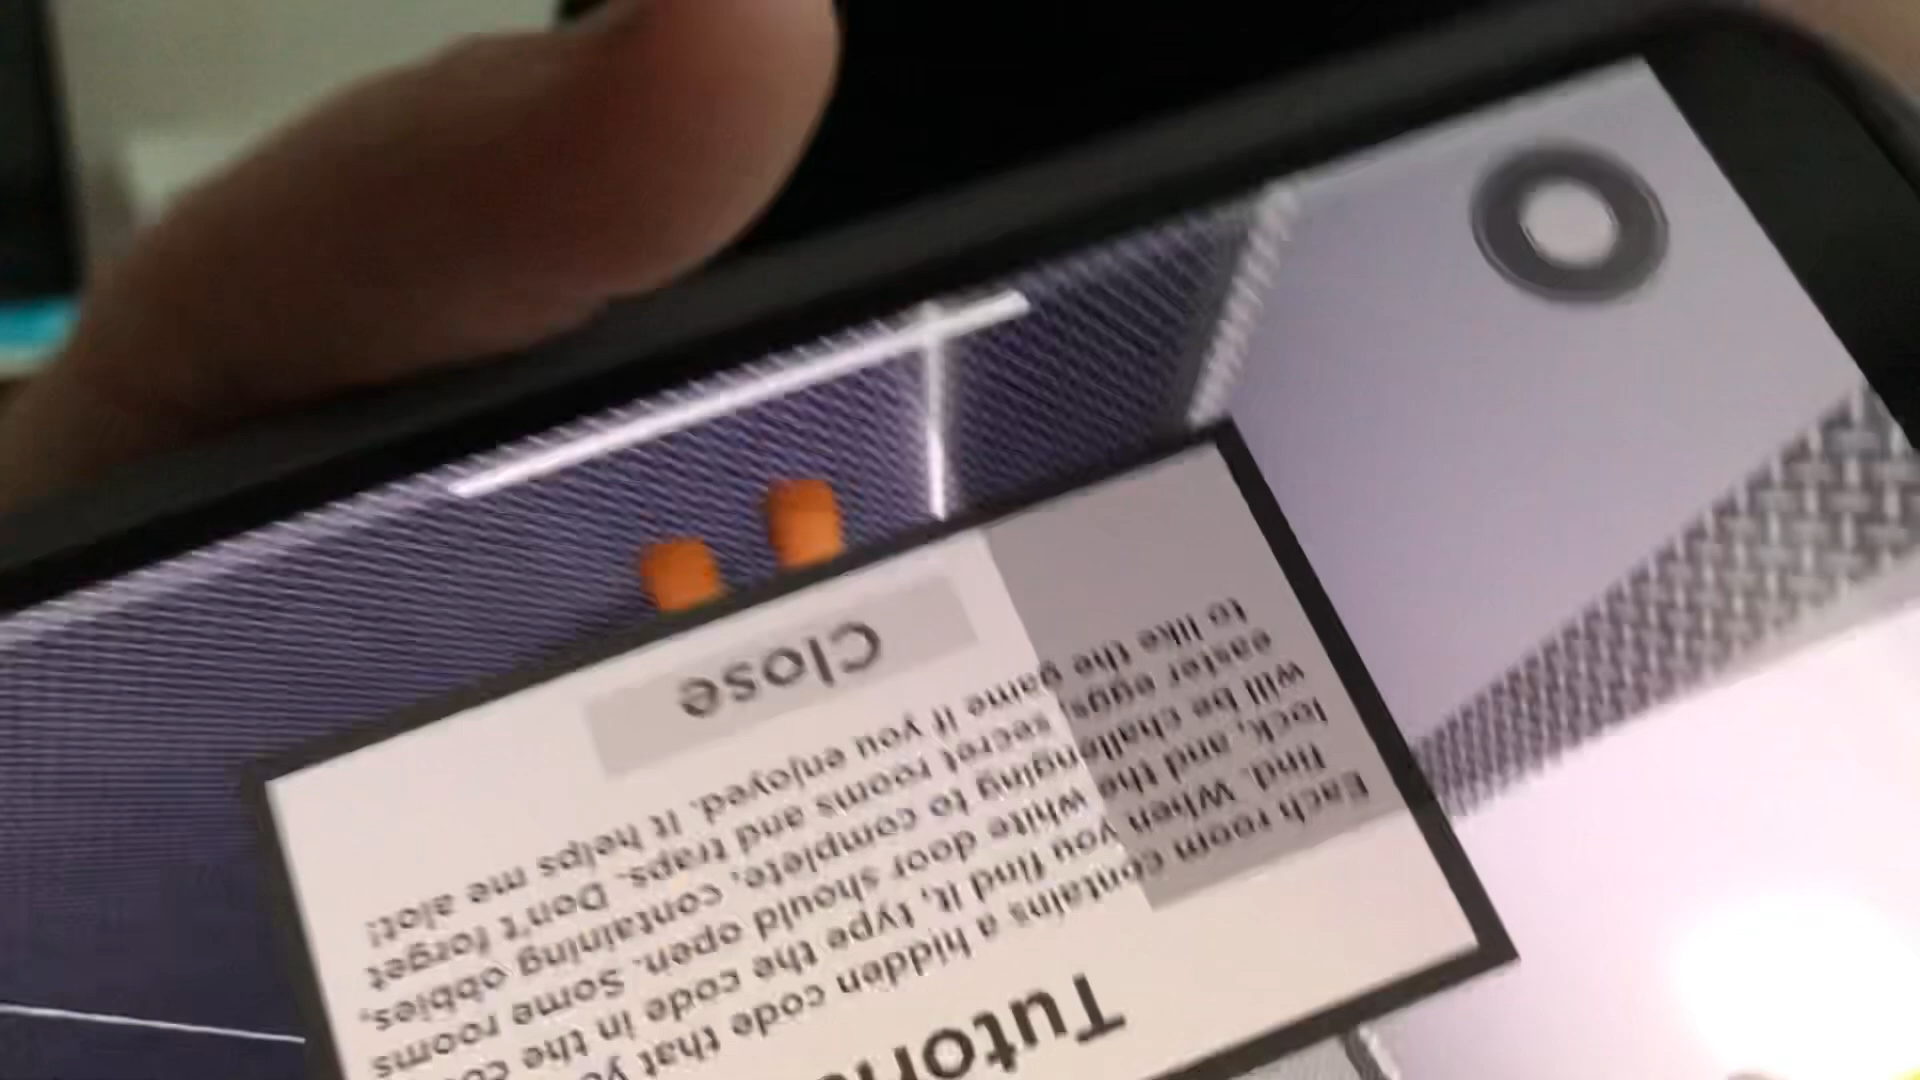 Tutor
Each room contains a hidden code that y
find. When you find it, type the code in the co
lock, and the white door should open. Some rooms
will be challenging to complete, containing obbies,
easter eggs, secret rooms and traps. Don't forget
to like the game if you enjoyed. It helps me alot!
Close